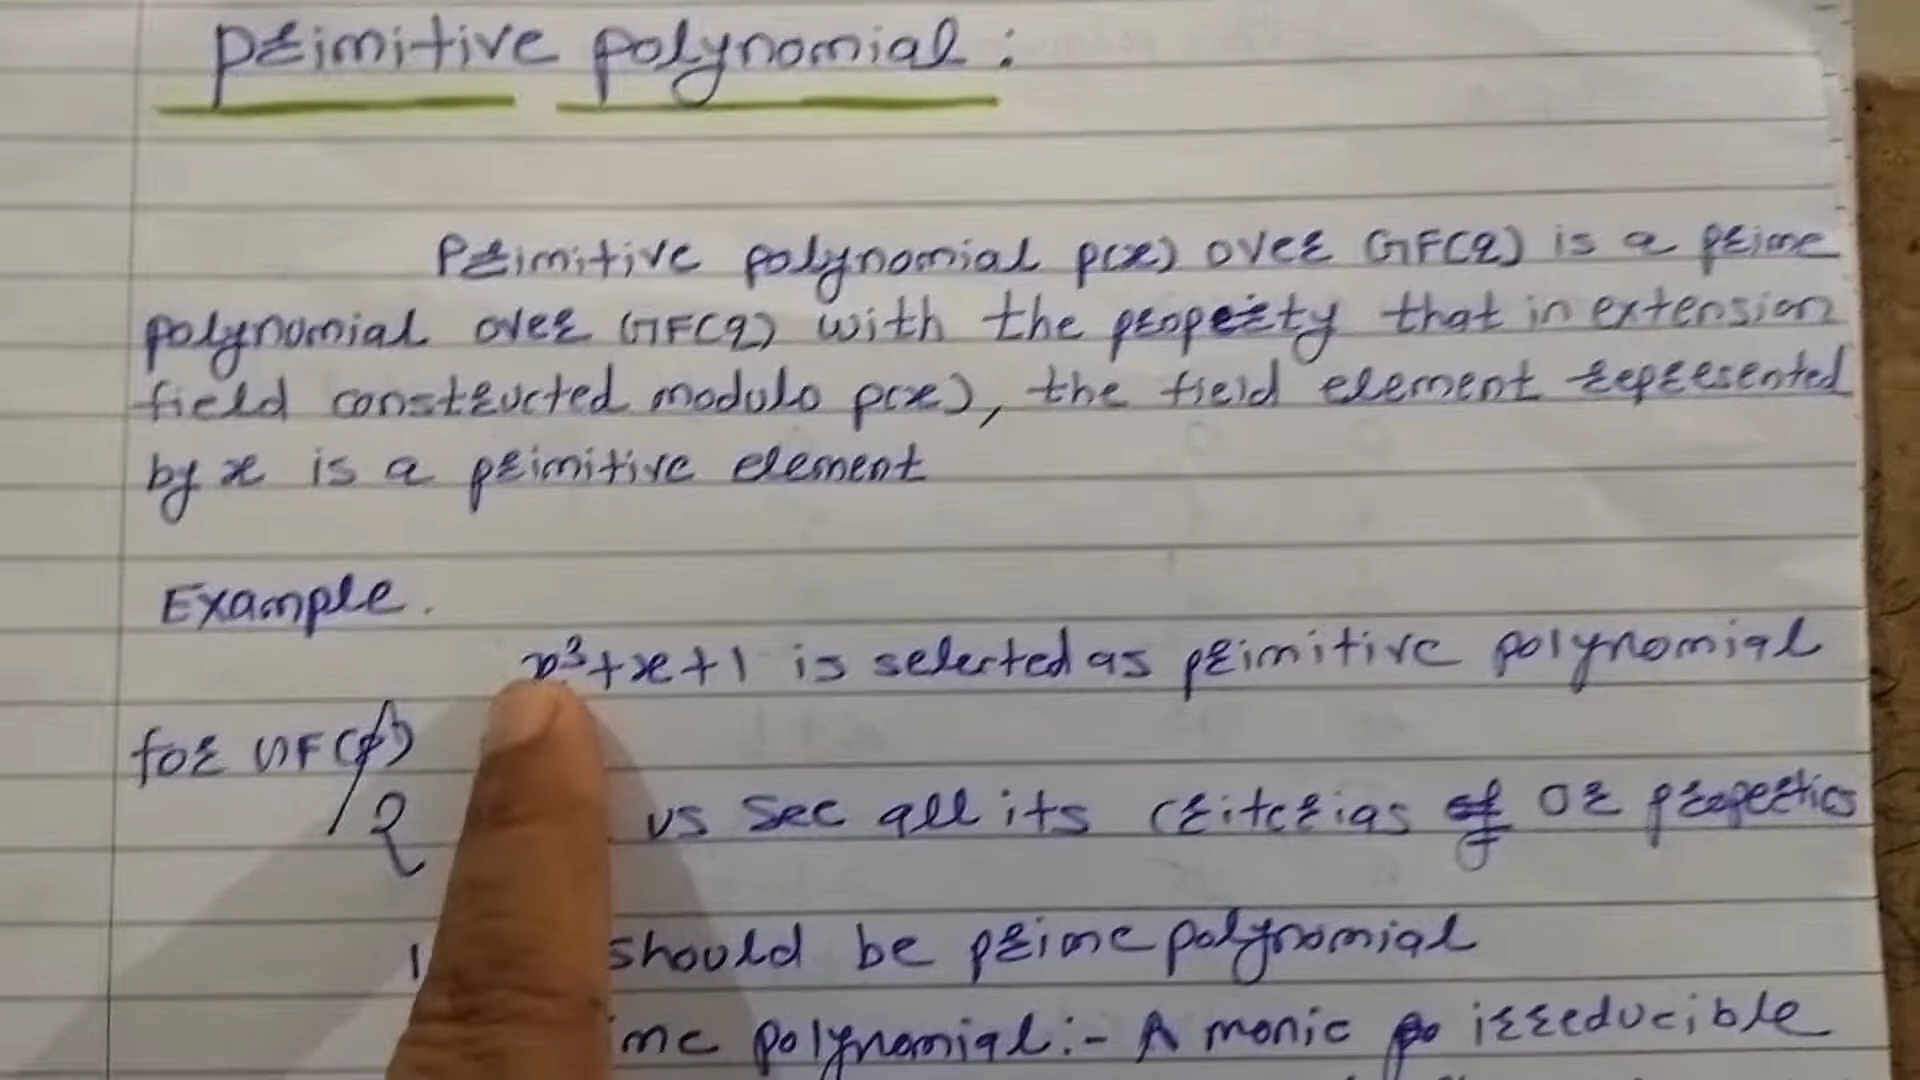 Primitive polynomial :
Primitive polynomial p(x) over GF(q) is a prime
polynomial over GF(q) with the property that in extension
field constructed modulo p(x), the field element represented
by x is a primitive element
Example.
x³+x+1 is selected as primitive polynomial
for GF( )
2
us see all its criterias or properties
1 should be prime polynomial
polynomial:- A monic irreducible